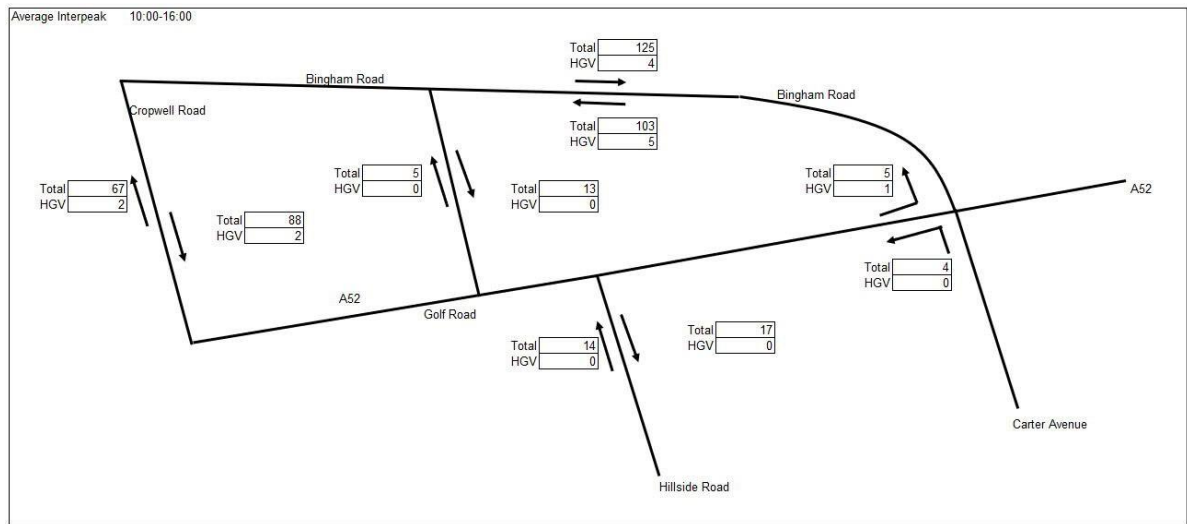 Average Interpeak 10:00-16:00
Total 125
HGV 4
Bingham Road
Bingham Road
Cropwell Road
Total 103
HGV 5
Total 5
HGV 0
Total 5
HGV 1
Total 67
HGV 2
Total 13
HGV 0
A52
Total 88
HGV 2
Total 4
HGV 0
A52
Golf Road
Total 17
HGV 0
Total 14
HGV 0
Carter Avenue
Hillside Road